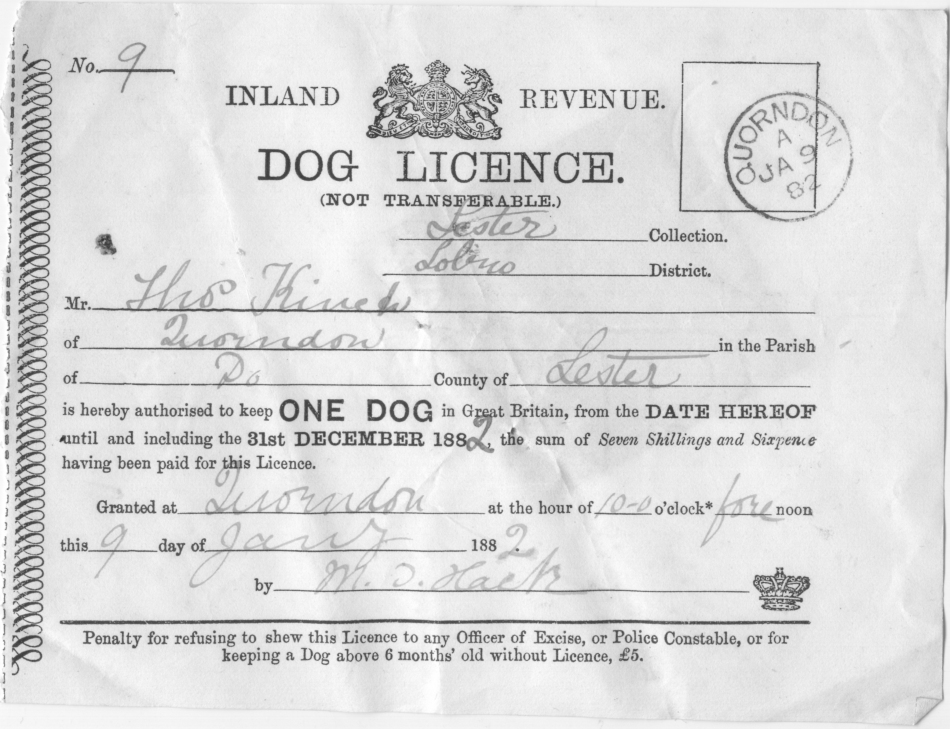 No. 9
INLAND REVENUE.
QUORNDON
A
JA 9
82
DOG LICENCE.
(NOT TRANSFERABLE.)
Lester Collection.
Lobro District.
Mr. Thos Kinch
of Quorndon in the Parish
of Do County of Lester
is hereby authorised to keep ONE DOG in Great Britain, from the DATE HEREOF
until and including the 31st DECEMBER 1882, the sum of Seven Shillings and Sixpence
having been paid for this Licence.
Granted at Quorndon at the hour of 10-0 o'clock* fore noon
this 9 day of Jany 1882.
by M. J. Hack
Penalty for refusing to shew this Licence to any Officer of Excise, or Police Constable, or for
keeping a Dog above 6 months' old without Licence, £5.